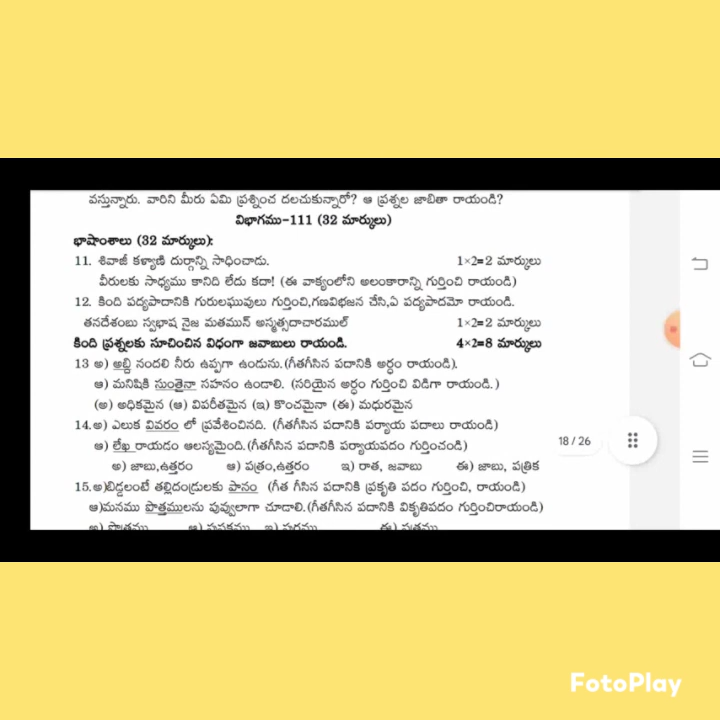 వస్తున్నారు. వారిని మీరు ఏమి ప్రశ్నించ దలచుకున్నారో? ఆ ప్రశ్నల జాబితా రాయండి?
విభాగము-111 (32 మార్కులు)
భాషాంశాలు (32 మార్కులు):
11. శివాజీ కళ్యాణి దుర్గాన్ని సాధించాడు. 1×2=2 మార్కులు
వీరులకు సాధ్యము కానిది లేదు కదా! (ఈ వాక్యంలోని అలంకారాన్ని గుర్తించి రాయండి)
12. కింది పద్యపాదానికి గురులఘువులు గుర్తించి,గణవిభజన చేసి,ఏ పద్యపాదమో రాయండి.
తనదేశంబు స్వభాష నైజ మతమున్ అస్మత్సదాచారముల్ 1×2=2 మార్కులు
కింది ప్రశ్నలకు సూచించిన విధంగా జవాబులు రాయండి. 4×2=8 మార్కులు
13 అ) అబ్ది నందలి నీరు ఉప్పగా ఉండును.(గీతగీసిన పదానికి అర్ధం రాయండి).
ఆ) మనిషికి సుంతైనా సహనం ఉండాలి. (సరియైన అర్ధం గుర్తించి విడిగా రాయండి.)
(అ) అధికమైన (ఆ) విపరీతమైన (ఇ) కొంచమైనా (ఈ) మధురమైన
14.అ) ఎలుక వివరం లో ప్రవేశించినది. (గీతగీసిన పదానికి పర్యాయ పదాలు రాయండి)
ఆ) లేఖ రాయడం ఆలస్యమైంది.(గీతగీసిన పదానికి పర్యాయపదం గుర్తించండి)
అ) జాబు,ఉత్తరం ఆ) పత్రం,ఉత్తరం ఇ) రాత, జవాబు ఈ) జాబు, పత్రిక
15.అ)బిడ్డలంటే తల్లిదండ్రులకు పానం (గీత గీసిన పదానికి ప్రకృతి పదం గుర్తించి, రాయండి)
ఆ)మనము పొత్తములను పువ్వులాగా చూడాలి.(గీతగీసిన పదానికి వికృతిపదం గుర్తించిరాయండి)
18 / 26
FotoPlay